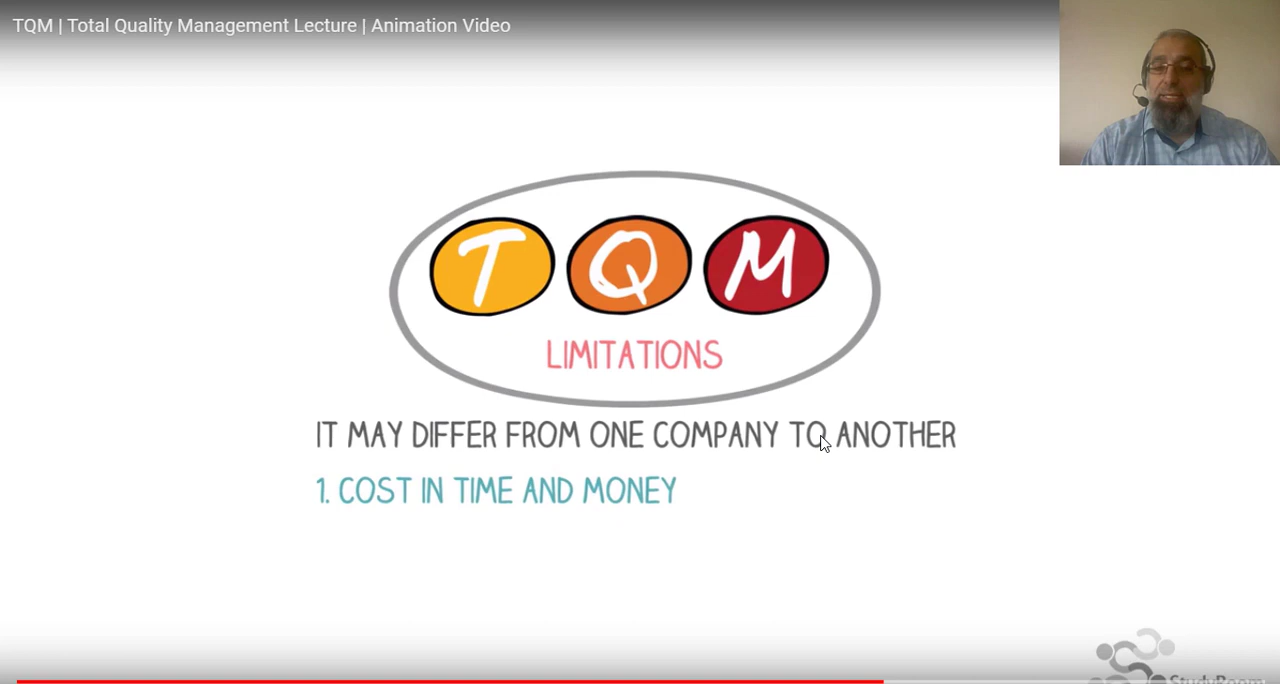 TQM | Total Quality Management Lecture | Animation Video
T Q M
LIMITATIONS
IT MAY DIFFER FROM ONE COMPANY TO ANOTHER
1. COST IN TIME AND MONEY
StudyRoom